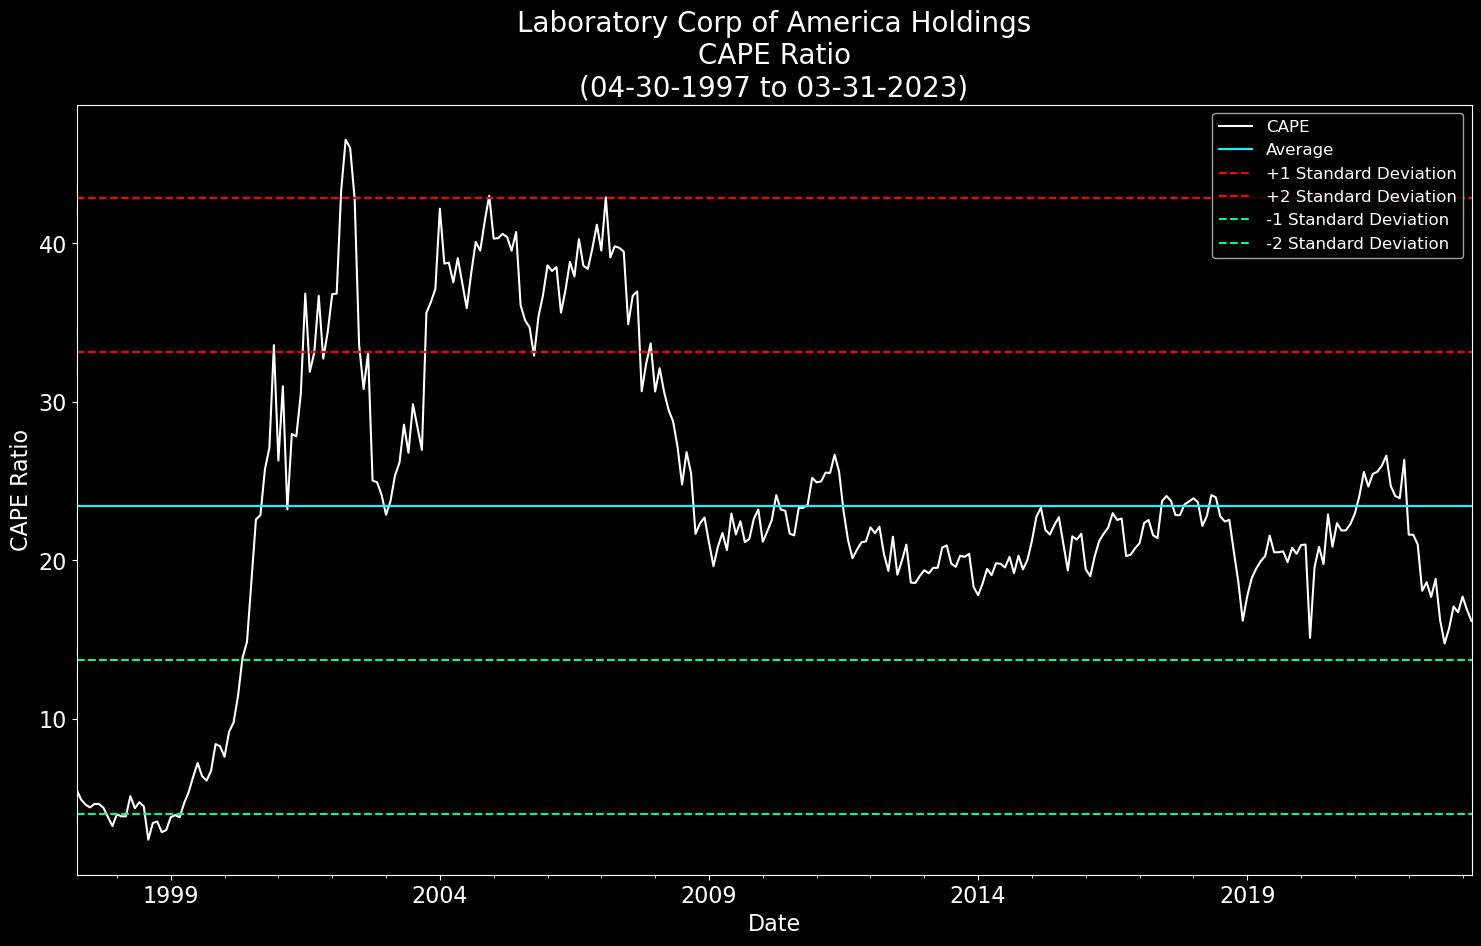 Laboratory Corp of America Holdings
CAPE Ratio
(04-30-1997 to 03-31-2023)
CAPE
Average
+1 Standard Deviation
+2 Standard Deviation
-1 Standard Deviation
-2 Standard Deviation
CAPE Ratio
40
30
20
10
1999
2004
2009
2014
2019
Date